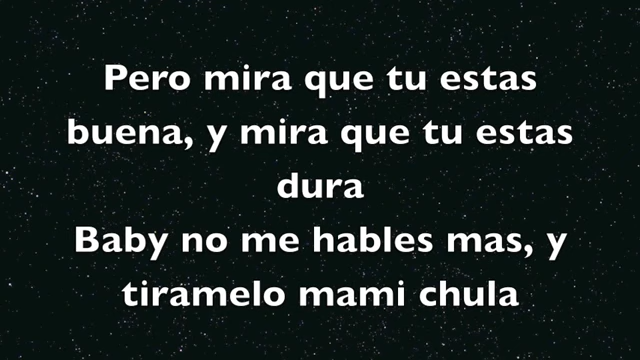 Pero mira que tu estas
buena, y mira que tu estas
dura
Baby no me hables mas, y
tiramelo mami chula